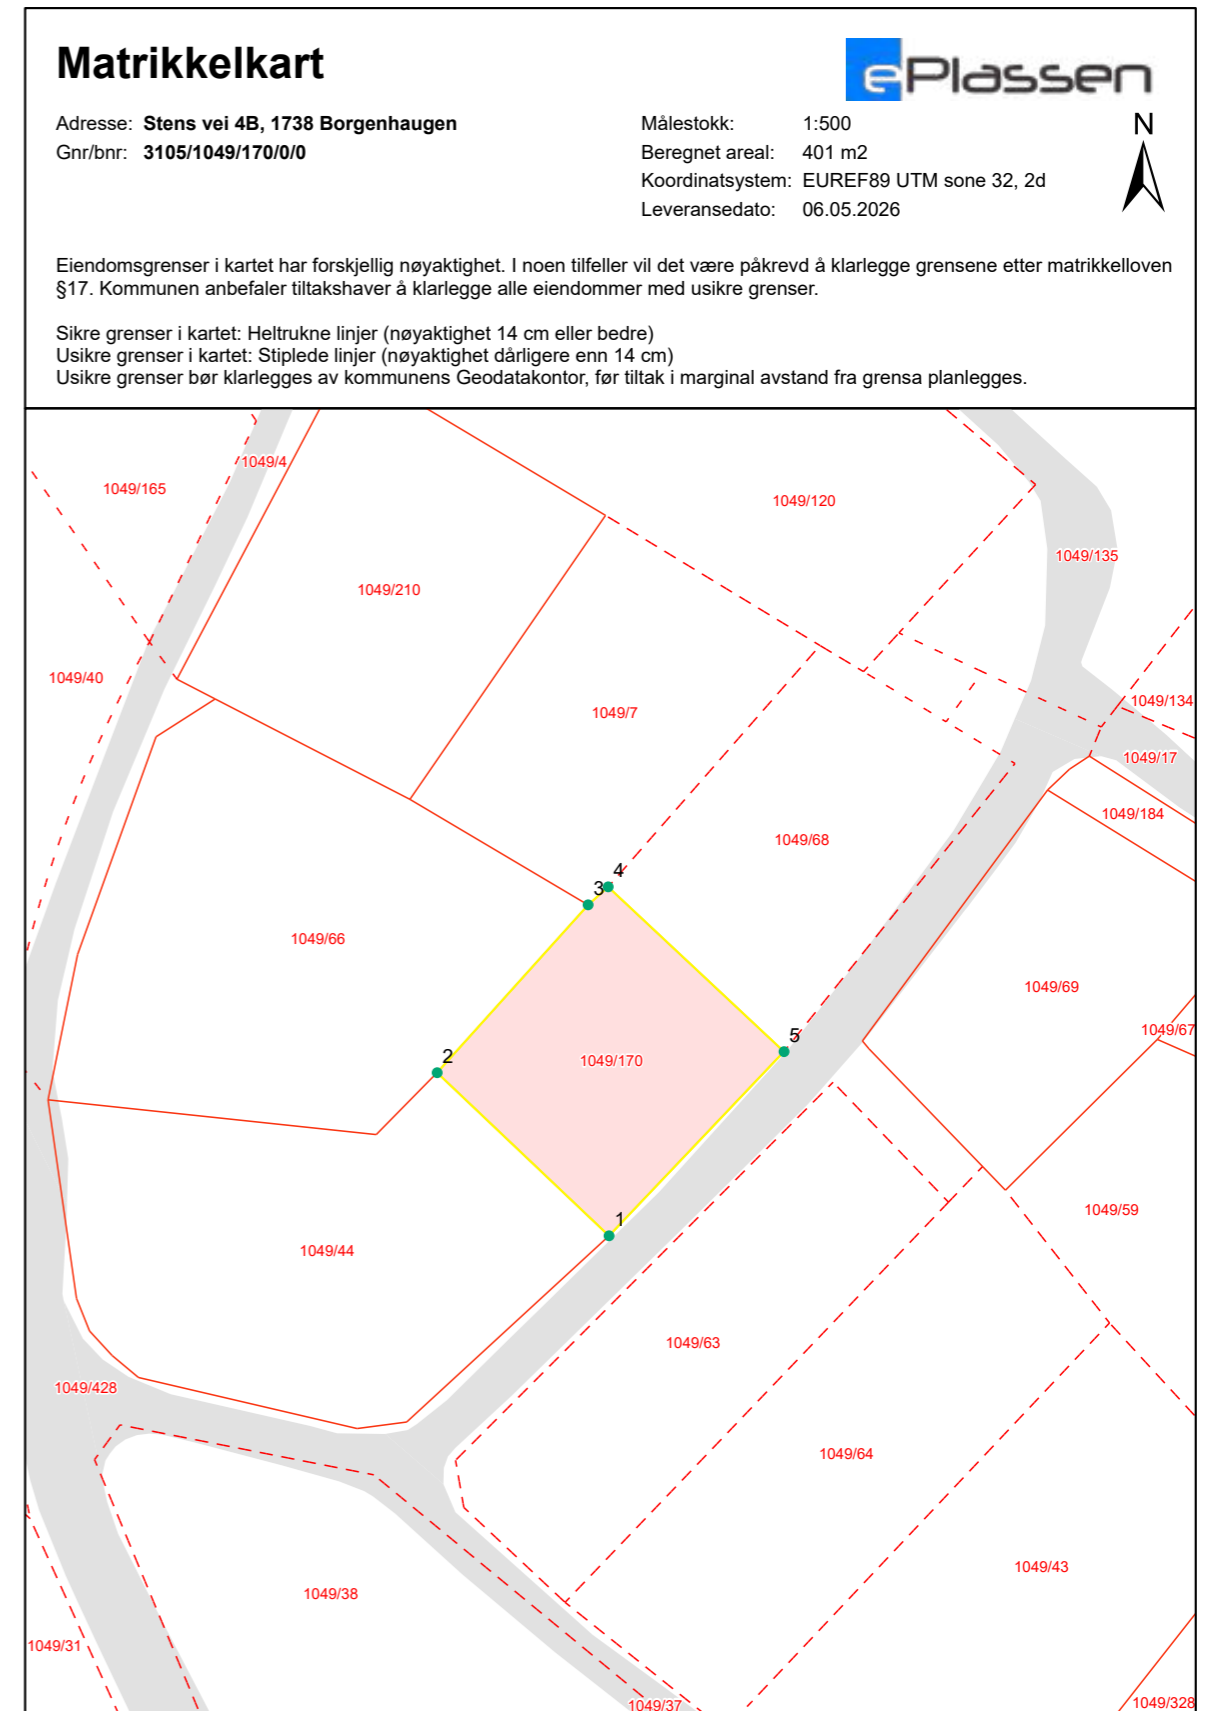 Matrikkelkart
ePlassen
Adresse: Stens vei 4B, 1738 Borgenhaugen
Gnr/bnr: 3105/1049/170/0/0
Målestokk: 1:500
Beregnet areal: 401 m2
Koordinatsystem: EUREF89 UTM sone 32, 2d
Leveransedato: 06.05.2026
N
Eiendomsgrenser i kartet har forskjellig nøyaktighet. I noen tilfeller vil det være påkrevd å klarlegge grensene etter matrikkelloven
§17. Kommunen anbefaler tiltakshaver å klarlegge alle eiendommer med usikre grenser.
Sikre grenser i kartet: Heltrukne linjer (nøyaktighet 14 cm eller bedre)
Usikre grenser i kartet: Stiplede linjer (nøyaktighet dårligere enn 14 cm)
Usikre grenser bør klarlegges av kommunens Geodatakontor, før tiltak i marginal avstand fra grensa planlegges.
1049/4
1049/165
1049/120
1049/135
1049/210
1049/40
1049/134
1049/7
1049/17
1049/184
1049/68
4
3
1049/66
1049/69
1049/67
5
2
1049/170
1049/59
1
1049/44
1049/63
1049/428
1049/64
1049/43
1049/38
1049/31
1049/37
1049/328